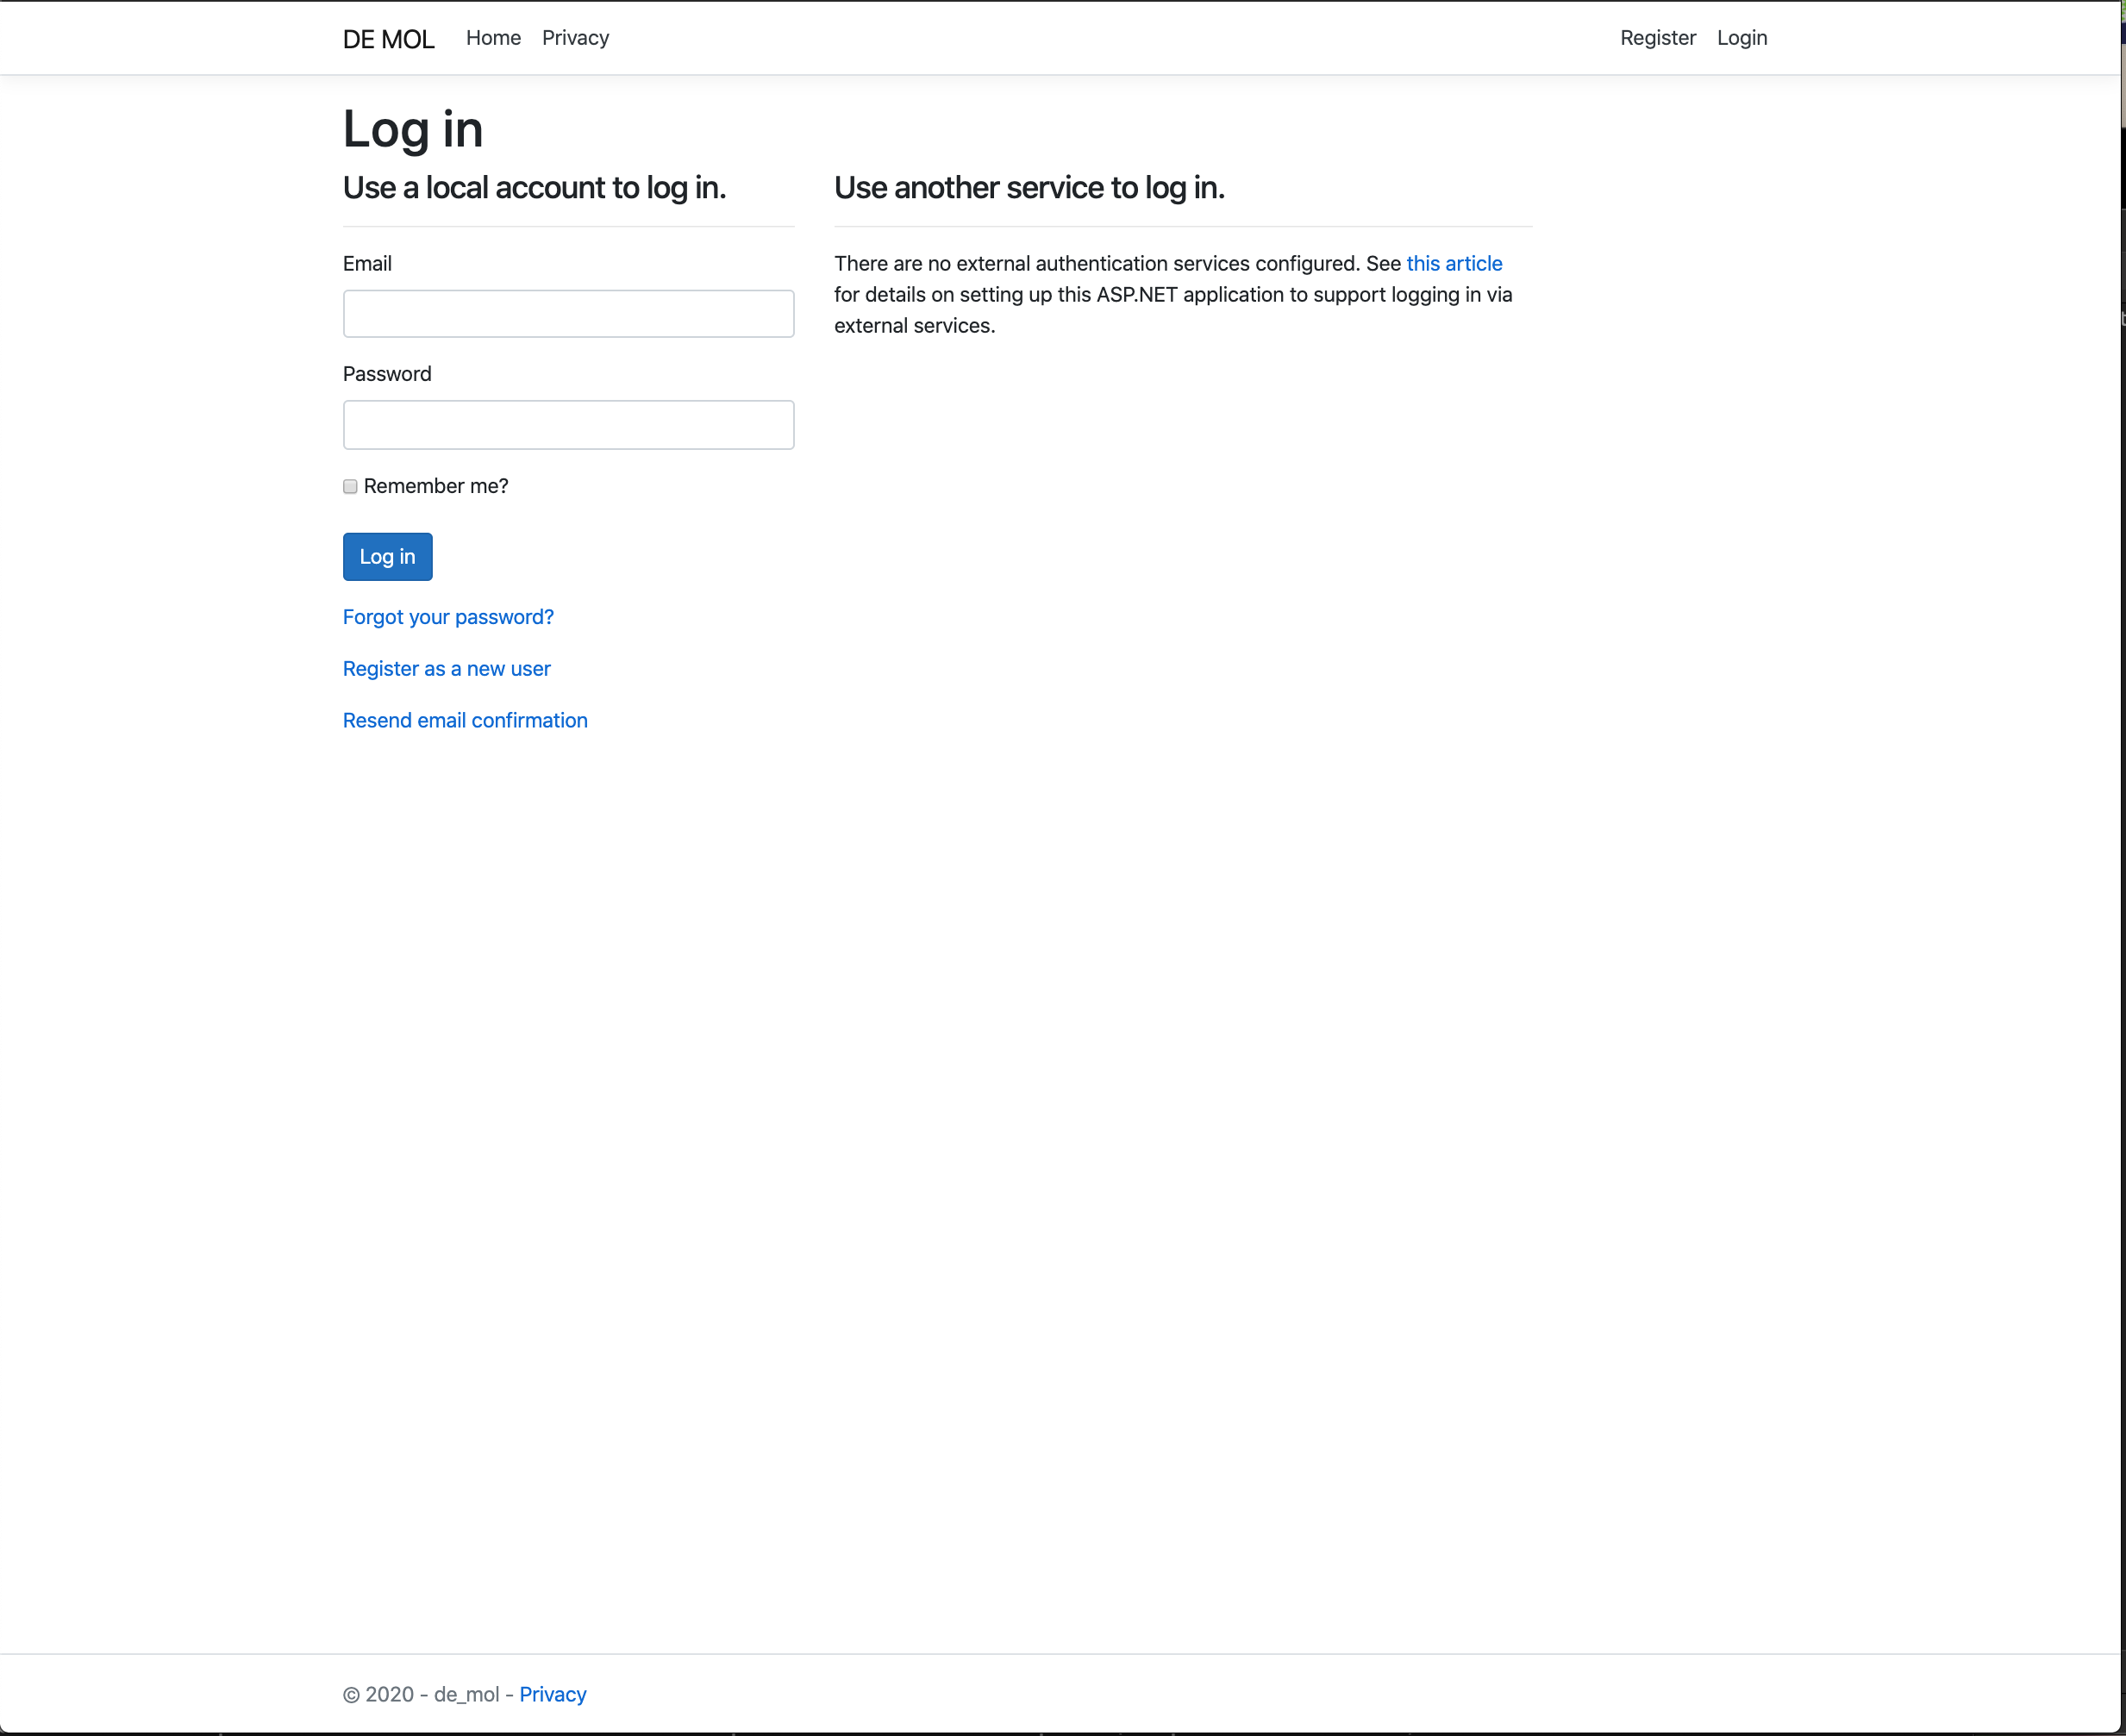 DE MOL Home Privacy Register Login
Log in
Use a local account to log in.
Email
Password
Remember me?
Log in
Forgot your password?
Register as a new user
Resend email confirmation
Use another service to log in.
There are no external authentication services configured. See this article
for details on setting up this ASP.NET application to support logging in via
external services.
© 2020 - de_mol - Privacy